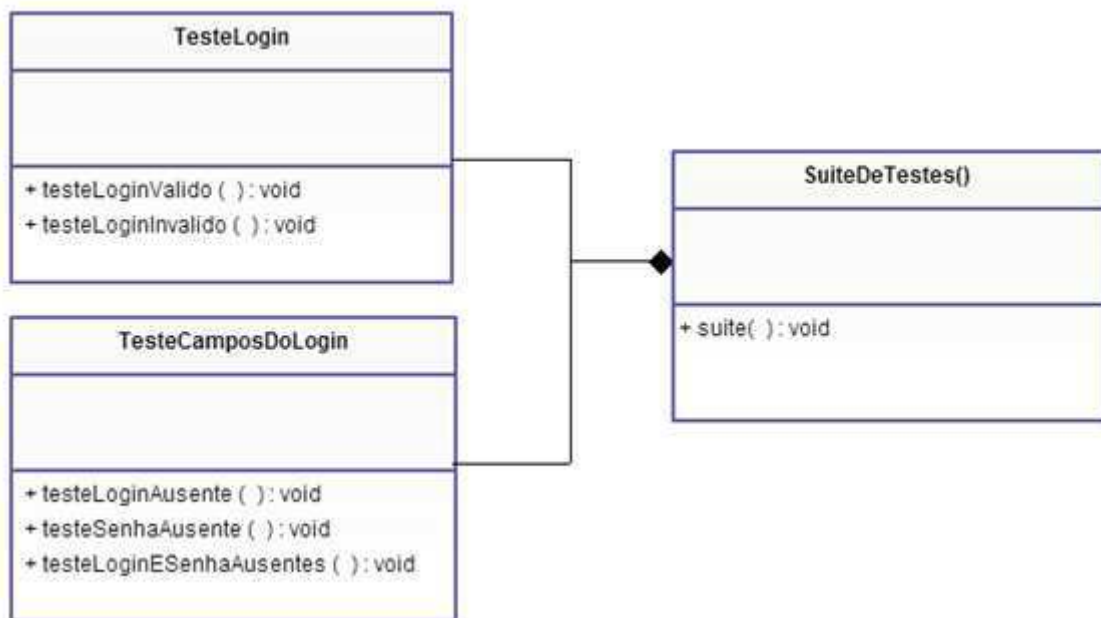 TesteLogin
+ testeLoginValido ( ) : void
+ testeLoginInvalido ( ) : void
TesteCamposDoLogin
+ testeLoginAusente ( ) : void
+ testeSenhaAusente ( ) : void
+ testeLoginESenhaAusentes ( ) : void
SuiteDeTestes()
+ suite( ) : void